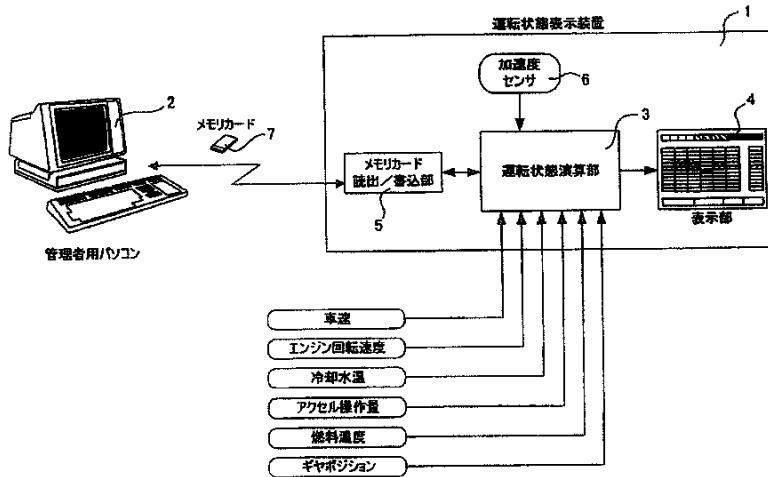 運転状態表示装置
1
加速度
センサ
6
2
メモリカード
7
3
4
メモリカード
読出/書込部
5
運転状態演算部
表示部
管理者用パソコン
車速
エンジン回転速度
冷却水温
アクセル操作量
燃料温度
ギヤポジション